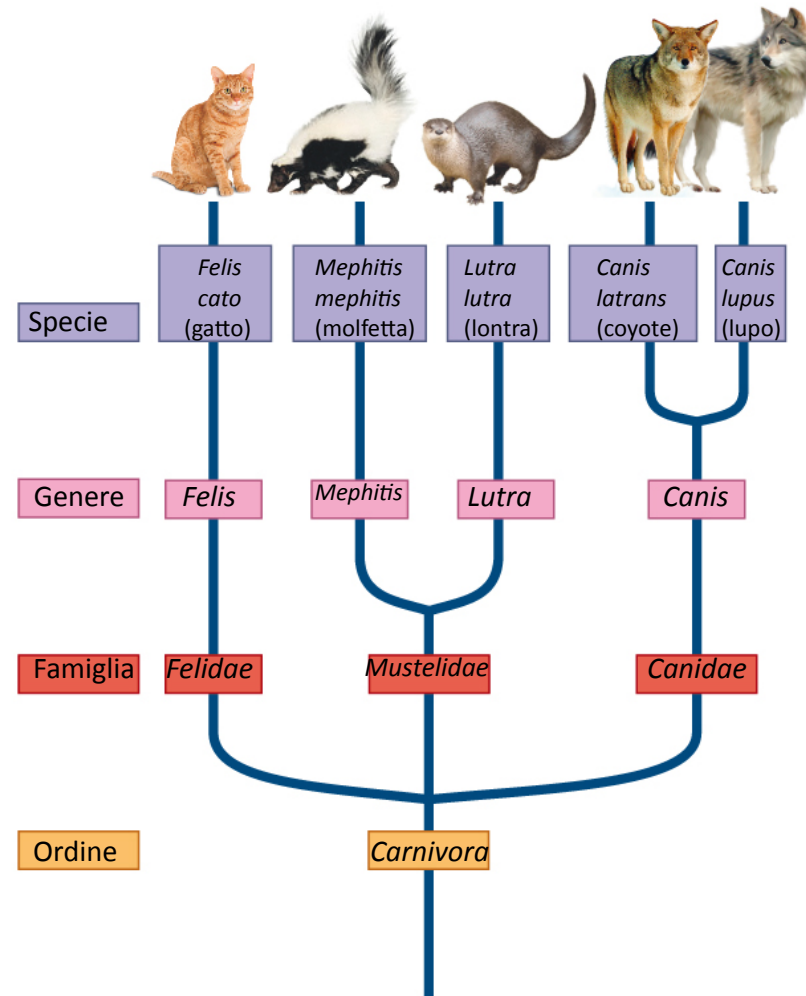 Specie
Felis
cato
(gatto)
Mephitis
mephitis
(molfetta)
Lutra
lutra
(lontra)
Canis
latrans
(coyote)
Canis
lupus
(lupo)
Genere
Felis
Mephitis
Lutra
Canis
Famiglia
Felidae
Mustelidae
Canidae
Ordine
Carnivora